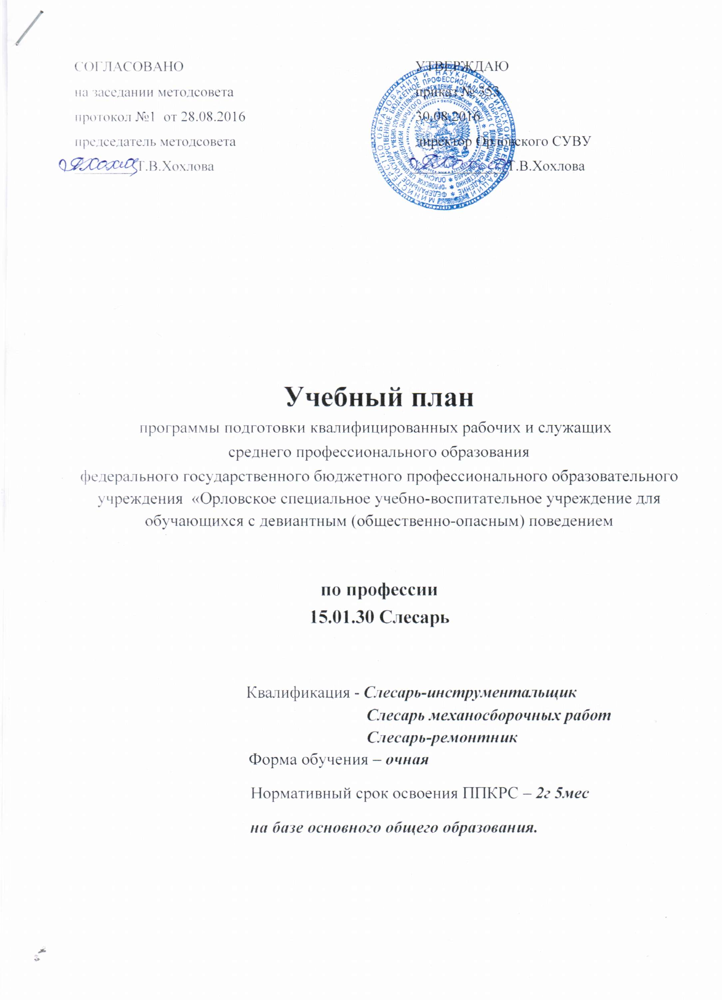 СОГЛАСОВАНО
на заседании методсовета
протокол №1 от 28.08.2016
председатель методсовета
Т.В.Хохлова
УТВЕРЖДАЮ
приказ №
30.08.2016
директор Орловского СУВУ
Т.В.Хохлова
Учебный план
программы подготовки квалифицированных рабочих и служащих
среднего профессионального образования
федерального государственного бюджетного профессионального образовательного
учреждения «Орловское специальное учебно-воспитательное учреждение для
обучающихся с девиантным (общественно-опасным) поведением
по профессии
15.01.30 Слесарь
Квалификация - Слесарь-инструментальщик
Слесарь механосборочных работ
Слесарь-ремонтник
Форма обучения – очная
Нормативный срок освоения ППКРС – 2г 5мес
на базе основного общего образования.